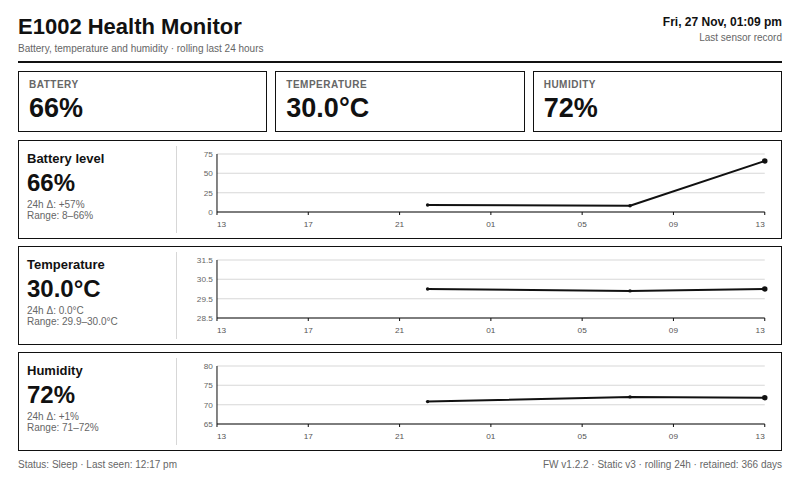 E1002 Health Monitor
Fri, 27 Nov, 01:09 pm
Battery, temperature and humidity · rolling last 24 hours
Last sensor record
BATTERY
66%
TEMPERATURE
30.0°C
HUMIDITY
72%
Battery level
66%
24h Δ: +57%
Range: 8–66%
75
50
25
0
13 17 21 01 05 09 13
Temperature
30.0°C
24h Δ: 0.0°C
Range: 29.9–30.0°C
31.5
30.5
29.5
28.5
13 17 21 01 05 09 13
Humidity
72%
24h Δ: +1%
Range: 71–72%
80
75
70
65
13 17 21 01 05 09 13
Status: Sleep · Last seen: 12:17 pm
FW v1.2.2 · Static v3 · rolling 24h · retained: 366 days